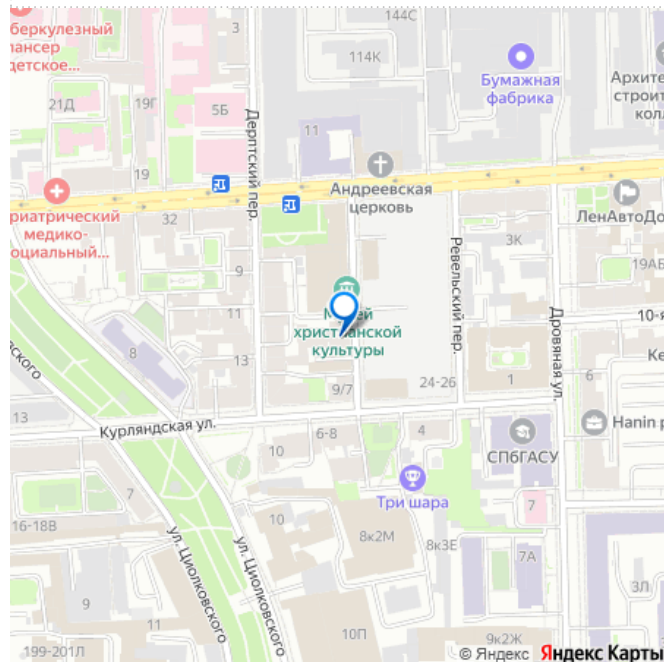 беркулезный
пансер
детское...
144С
3
114К
Бумажная
фабрика
Архите
строит
колл
21Д
19Г
5Б
11
Дерптский пер.
19
Андреевская
церковь
риатрический
медико-
оциальный...
32
ЛенАвтоДо
3К
9
Ревельский пер.
19АБ
Музей
христианской
культуры
11
13
8
Дровяная ул.
10-я
Ке
9/7
24-26
1
6
13
Курляндская ул.
вского
10
6-8
4
СПбГАСУ
Hanin p
7
Три шара
7
16-18В
10
8к2М
8к3Е
7А
ул. Циолковского
ул. Циолковского
9
11
3Л
10П
9к2Ж
199-201Л
© Яндекс Яндекс Карты